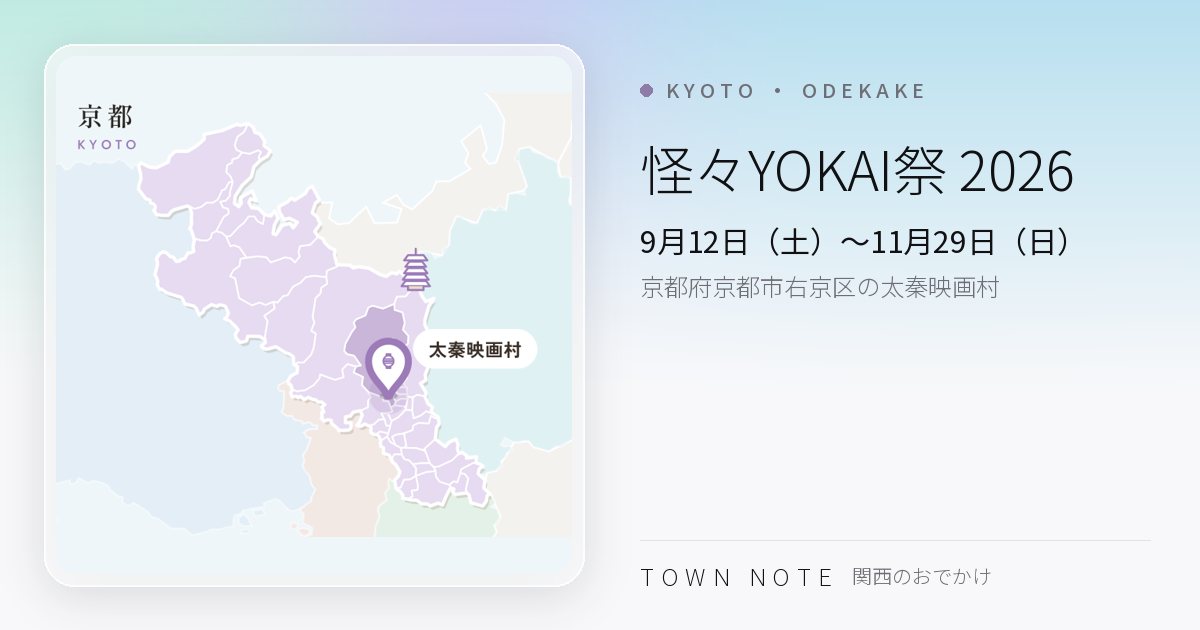 京都
KYOTO
太秦映画村
KYOTO • ODEKAKE
怪々YOKAI祭 2026
9月12日（土）〜11月29日（日）
京都府京都市右京区の太秦映画村
TOWN NOTE 関西のおでかけ